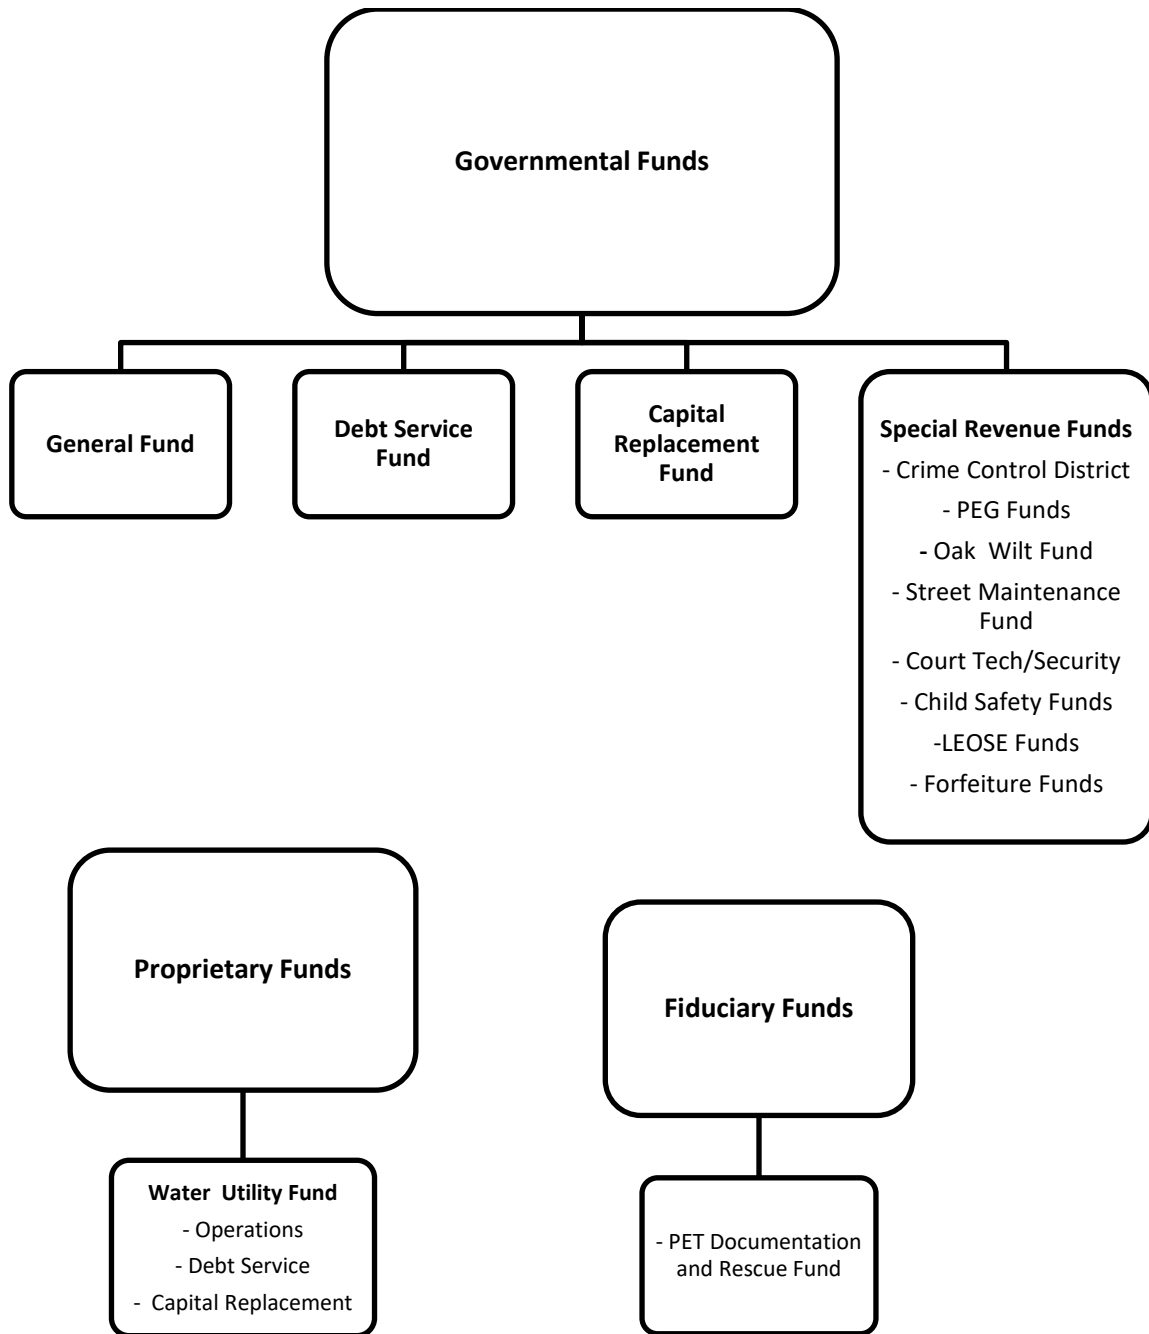 Governmental Funds
General Fund
Debt Service
Fund
Capital
Replacement
Fund
Special Revenue Funds
- Crime Control District
- PEG Funds
- Oak  Wilt Fund
- Street Maintenance
Fund
- Court Tech/Security
- Child Safety Funds
-LEOSE Funds
- Forfeiture Funds
Proprietary Funds
Water  Utility Fund
- Operations
- Debt Service
-  Capital Replacement
Fiduciary Funds
- PET Documentation
and Rescue Fund